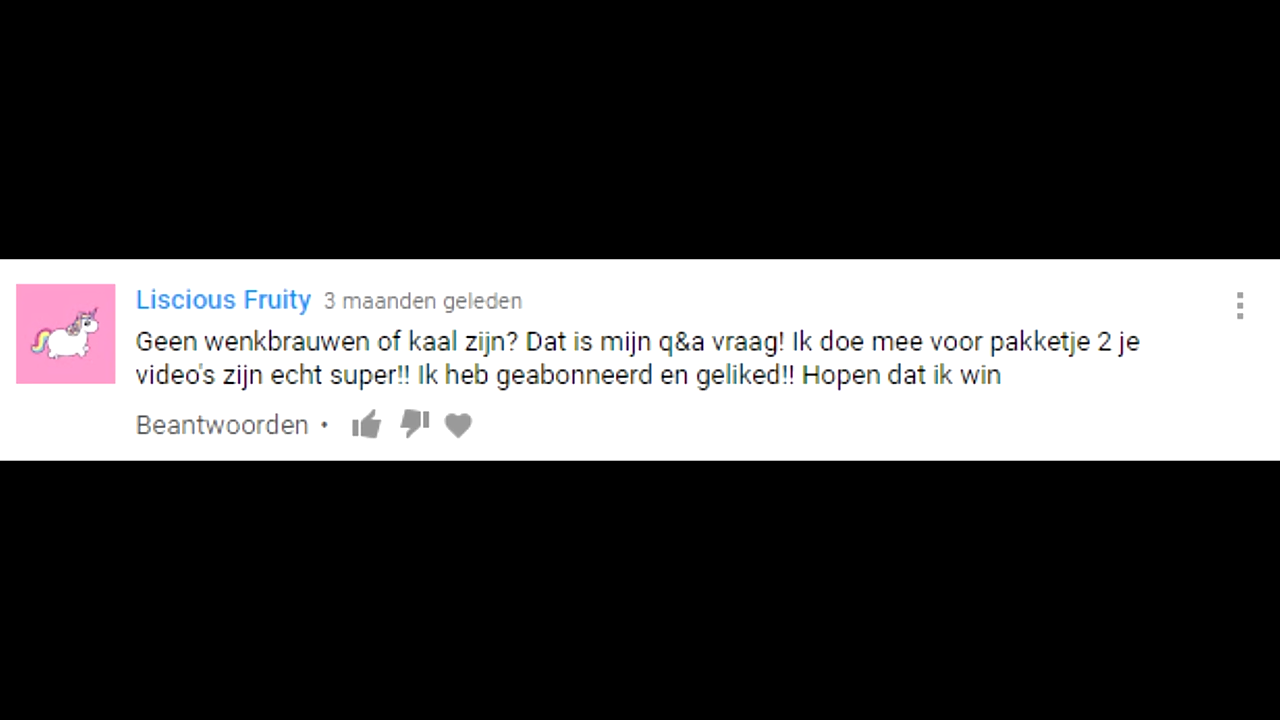 Liscious Fruity 3 maanden geleden
Geen wenkbrauwen of kaal zijn? Dat is mijn q&a vraag! Ik doe mee voor pakketje 2 je
video's zijn echt super!! Ik heb geabonneerd en geliked!! Hopen dat ik win
Beantwoorden •